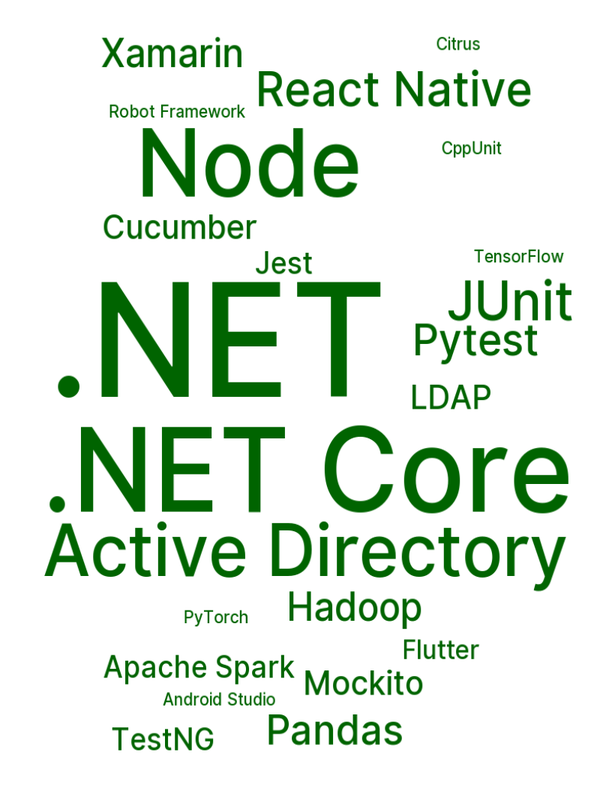 Xamarin
Citrus
React Native
Robot Framework
Node
CppUnit
Cucumber
Jest
TensorFlow
.NET
JUnit
Pytest
LDAP
.NET Core
Active Directory
Hadoop
PyTorch
Flutter
Apache Spark
Mockito
Android Studio
Pandas
TestNG